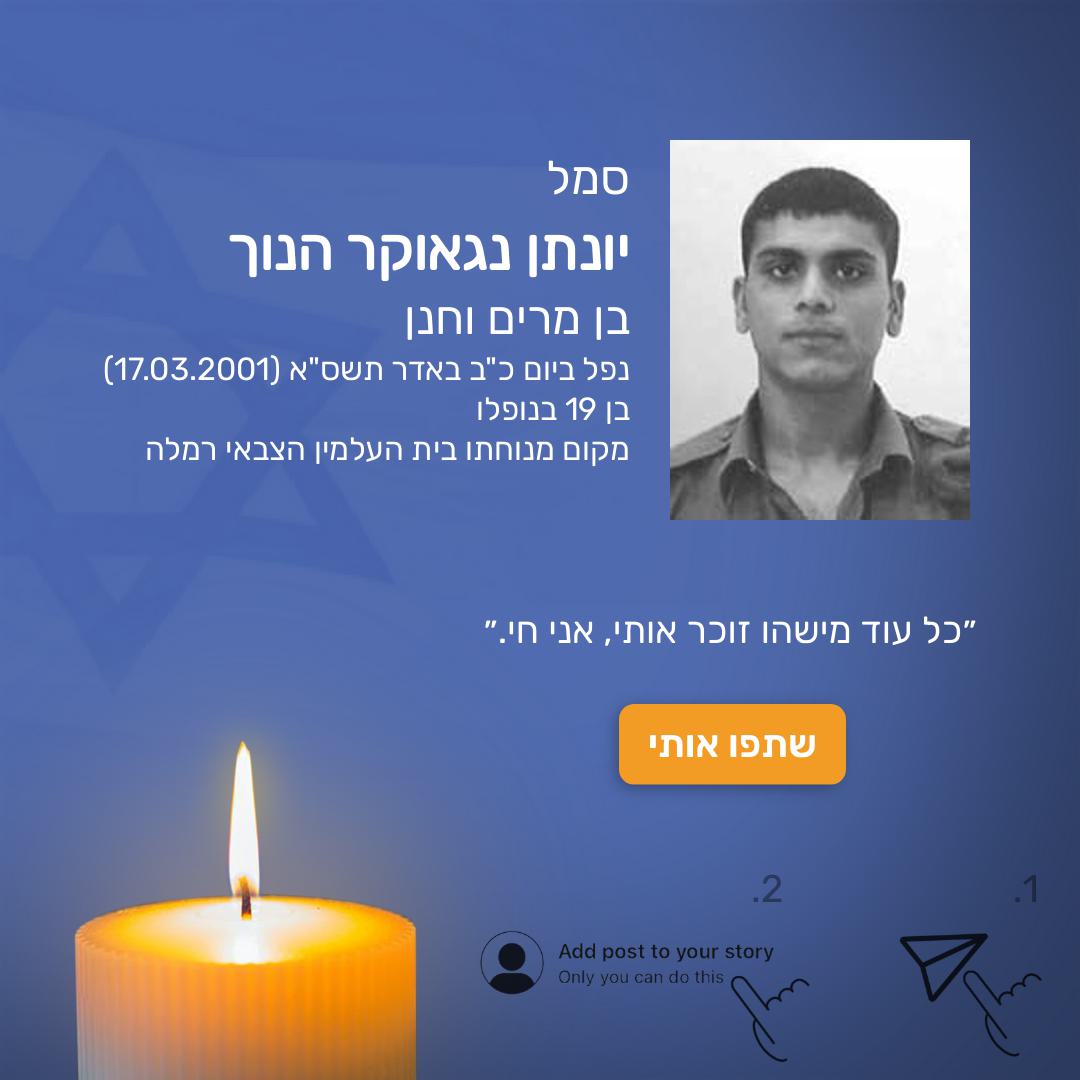 סמל
יונתן נגאוקר הנוך
בן מרים וחנן
נפל ביום כ"ב באדר תשס"א (17.03.2001)
בן 19 בנופלו
מקום מנוחתו בית העלמין הצבאי רמלה
״כל עוד מישהו זוכר אותי, אני חי.״
שתפו אותי
1.
2.
Add post to your story
Only you can do this